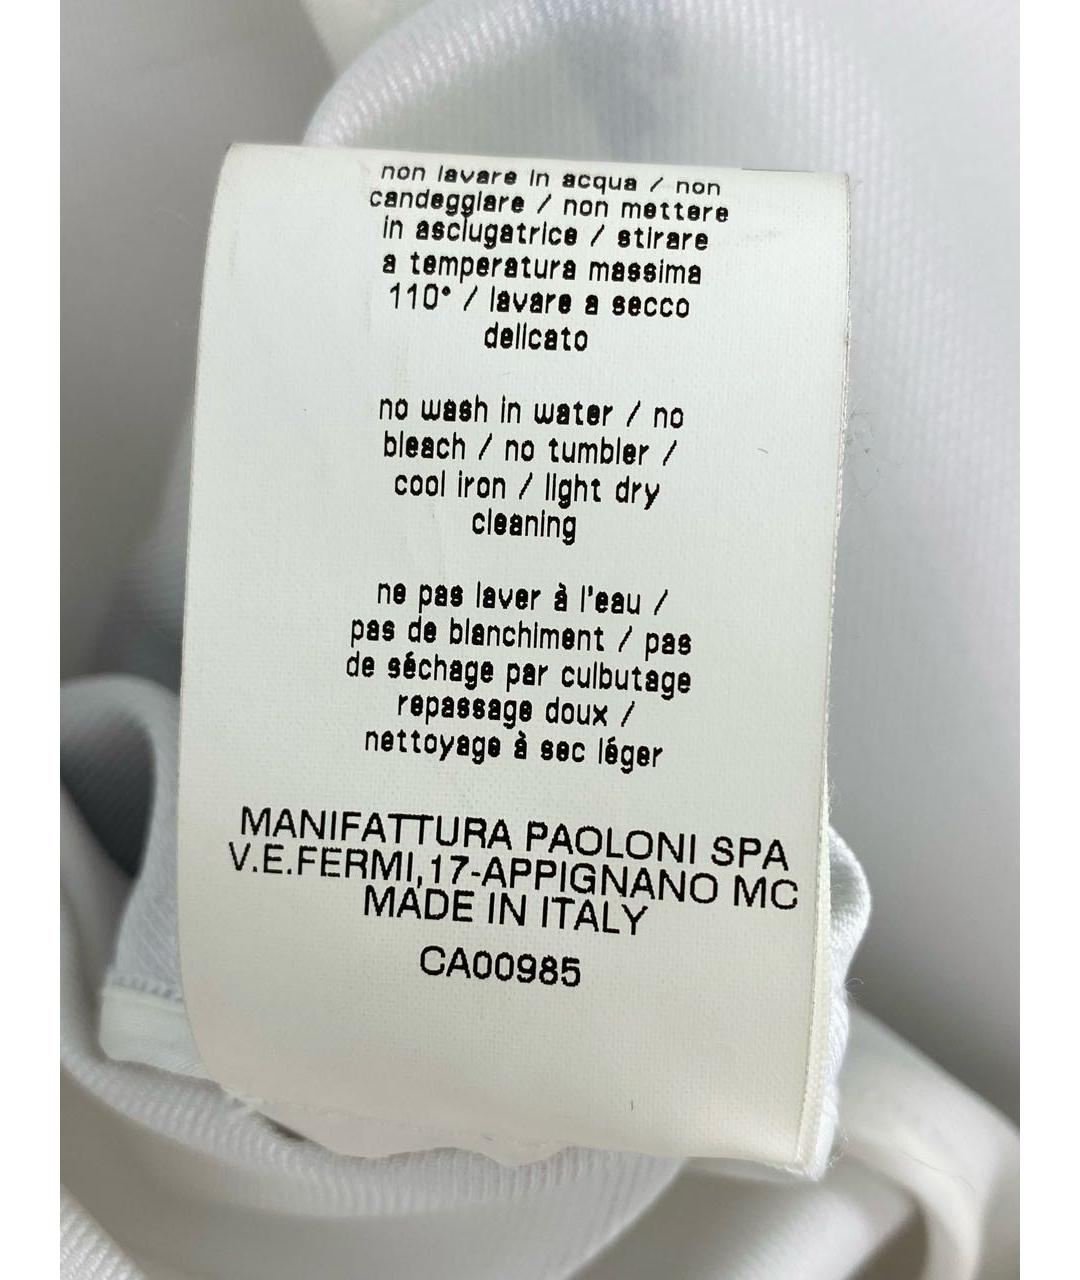 non lavare in acqua / non
candeggiare / non mettere
in asciugatrice / stirare
a temperatura massima
110° / lavare a secco
delicato
no wash in water / no
bleach / no tumbler /
cool iron / light dry
cleaning
ne pas laver à l'eau /
pas de blanchiment / pas
de séchage par culbutage
repassage doux /
nettoyage à sec léger
MANIFATTURA PAOLONI SPA
V.E.FERMI,17-APPIGNANO MC
MADE IN ITALY
CA00985